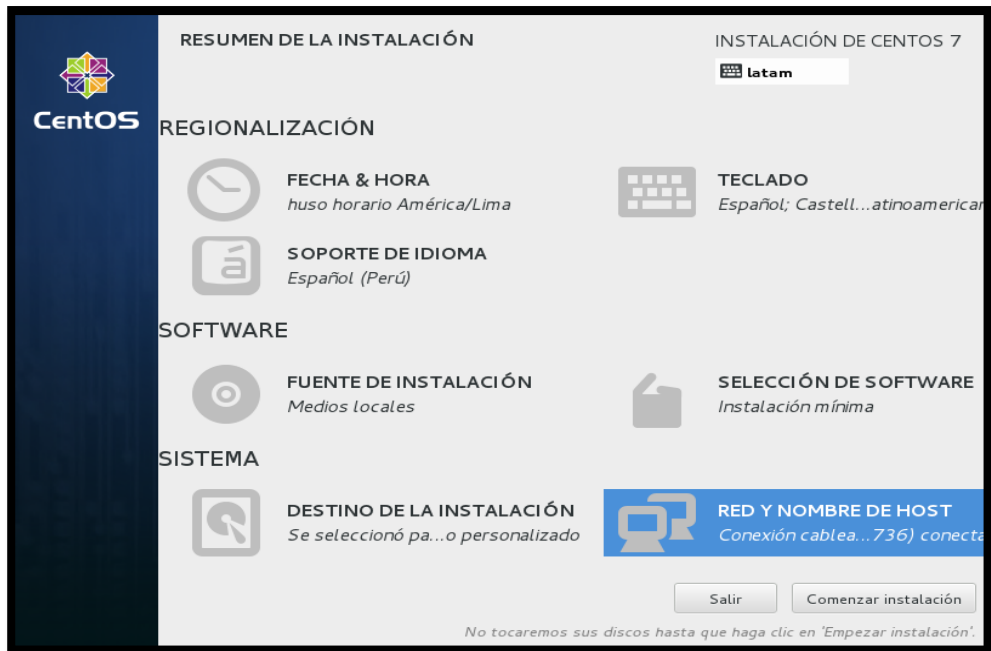 RESUMEN DE LA INSTALACIÓN
INSTALACIÓN DE CENTOS 7
latam
CentOS
REGIONALIZACIÓN
FECHA & HORA
huso horario América/Lima
TECLADO
Español; Castell...atinoamerican
SOPORTE DE IDIOMA
á
Español (Perú)
SOFTWARE
FUENTE DE INSTALACIÓN
Medios locales
SELECCIÓN DE SOFTWARE
Instalación mínima
SISTEMA
DESTINO DE LA INSTALACIÓN
Se seleccionó pa...o personalizado
RED Y NOMBRE DE HOST
Conexión cablea...736) conecta
Salir
Comenzar instalación
No tocaremos sus discos hasta que haga clic en 'Empezar instalación'.